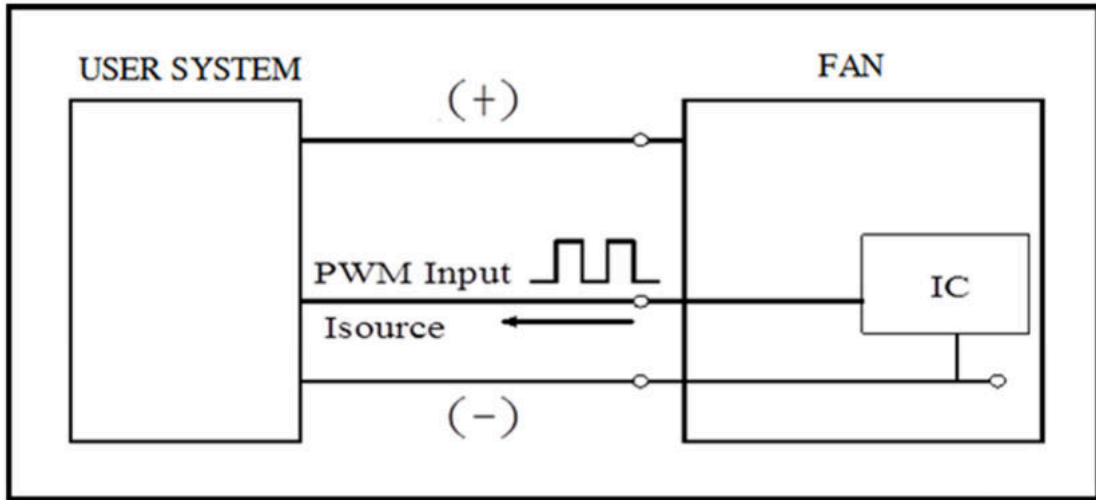 USER SYSTEM
FAN
(+)
PWM Input
IC
Isource
(-)